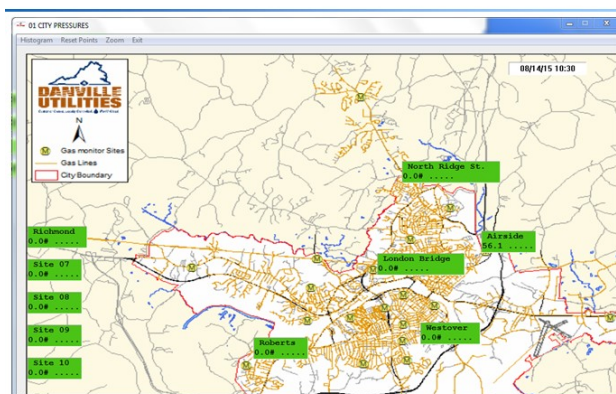 01 CITY PRESSURES
Histogram Reset Points Zoom Exit
08/14/15 10:30
DANVILLE
UTILITIES
N
Gas monitor Sites
Gas Lines
City Boundary
North Ridge St.
0.0# .....
Richmond
0.0# .....
Airside
56.1 .....
London Bridge
0.0# .....
Site 07
0.0# .....
Site 08
0.0# .....
Site 09
0.0# .....
Westover
0.0# .....
Roberts
0.0# .....
Site 10
0.0# .....